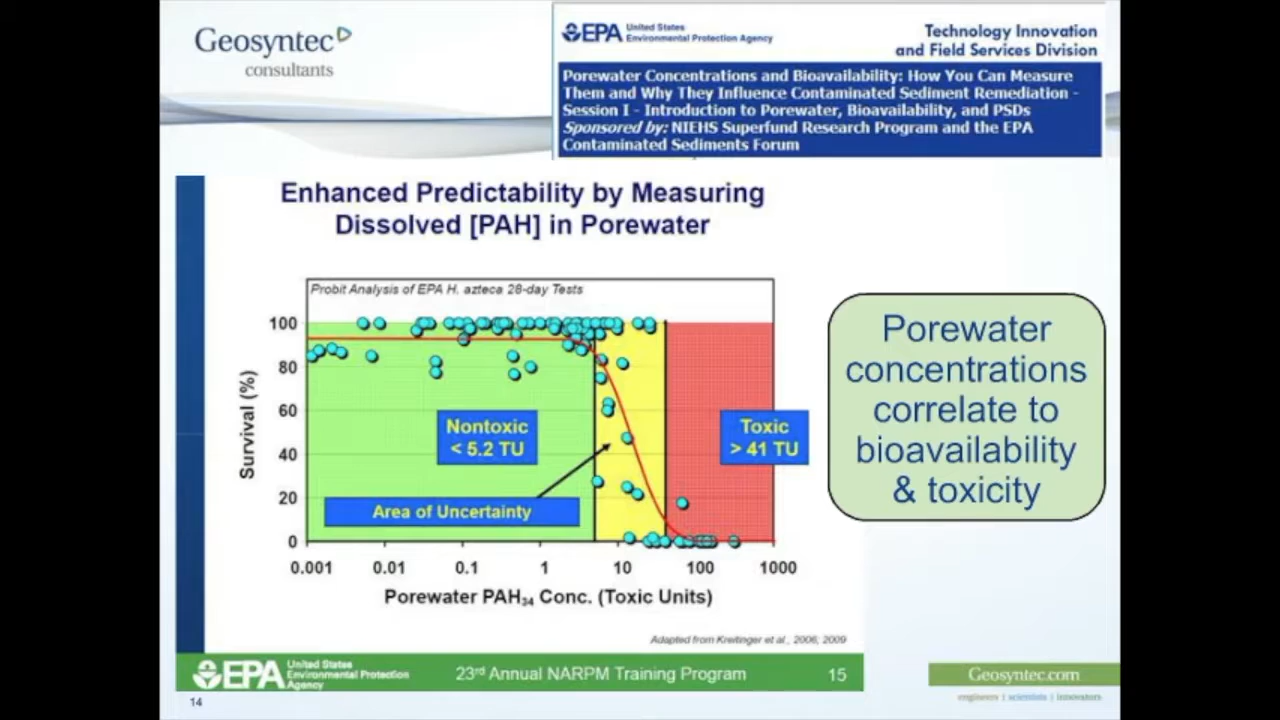 Geosyntec
consultants
EPA
United States
Environmental Protection Agency
Technology Innovation
and Field Services Division
Porewater Concentrations and Bioavailability: How You Can Measure
Them and Why They Influence Contaminated Sediment Remediation -
Session I - Introduction to Porewater, Bioavailability, and PSDs
Sponsored by: NIEHS Superfund Research Program and the EPA
Contaminated Sediments Forum
Enhanced Predictability by Measuring
Dissolved [PAH] in Porewater
Probit Analysis of EPA H. azteca 28-day Tests
Survival (%)
100
80
60
40
20
0
Nontoxic
< 5.2 TU
Area of Uncertainty
Toxic
> 41 TU
0.001 0.01 0.1 1 10 100 1000
Porewater PAH₃₄ Conc. (Toxic Units)
Adapted from Kreitinger et al., 2006; 2009
Porewater
concentrations
correlate to
bioavailability
& toxicity
EPA
United States
Environmental Protection
Agency
23rd Annual NARPM Training Program
15
14
Geosyntec.com
engineers | scientists | innovators